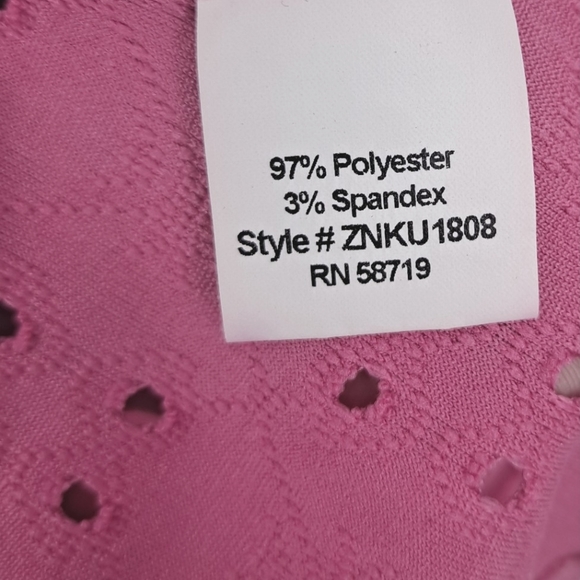 97% Polyester
3% Spandex
Style # ZNKU1808
RN 58719